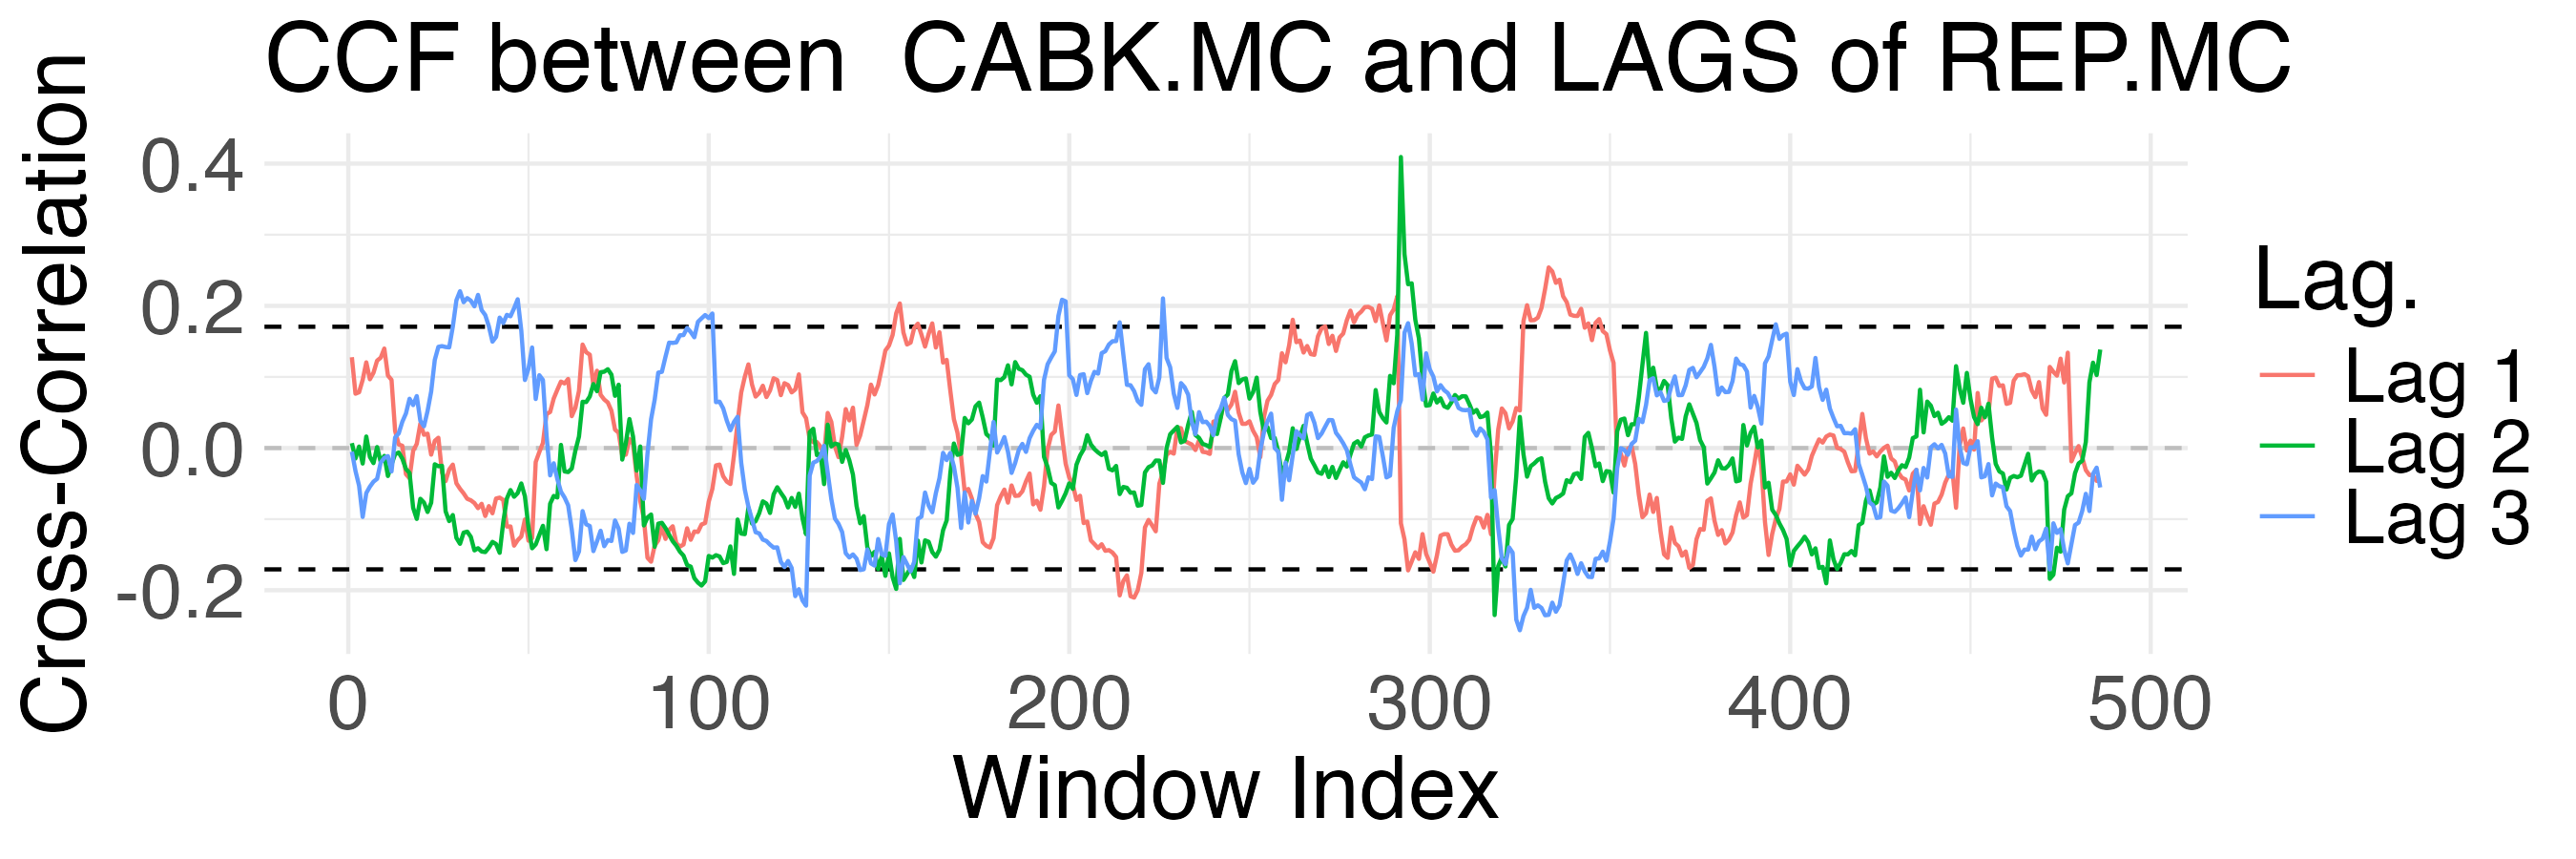 CCF between  CABK.MC and LAGS of REP.MC
Cross-Correlation
0.4
0.2
0.0
-0.2
0 100 200 300 400 500
Window Index
Lag.
Lag 1
Lag 2
Lag 3